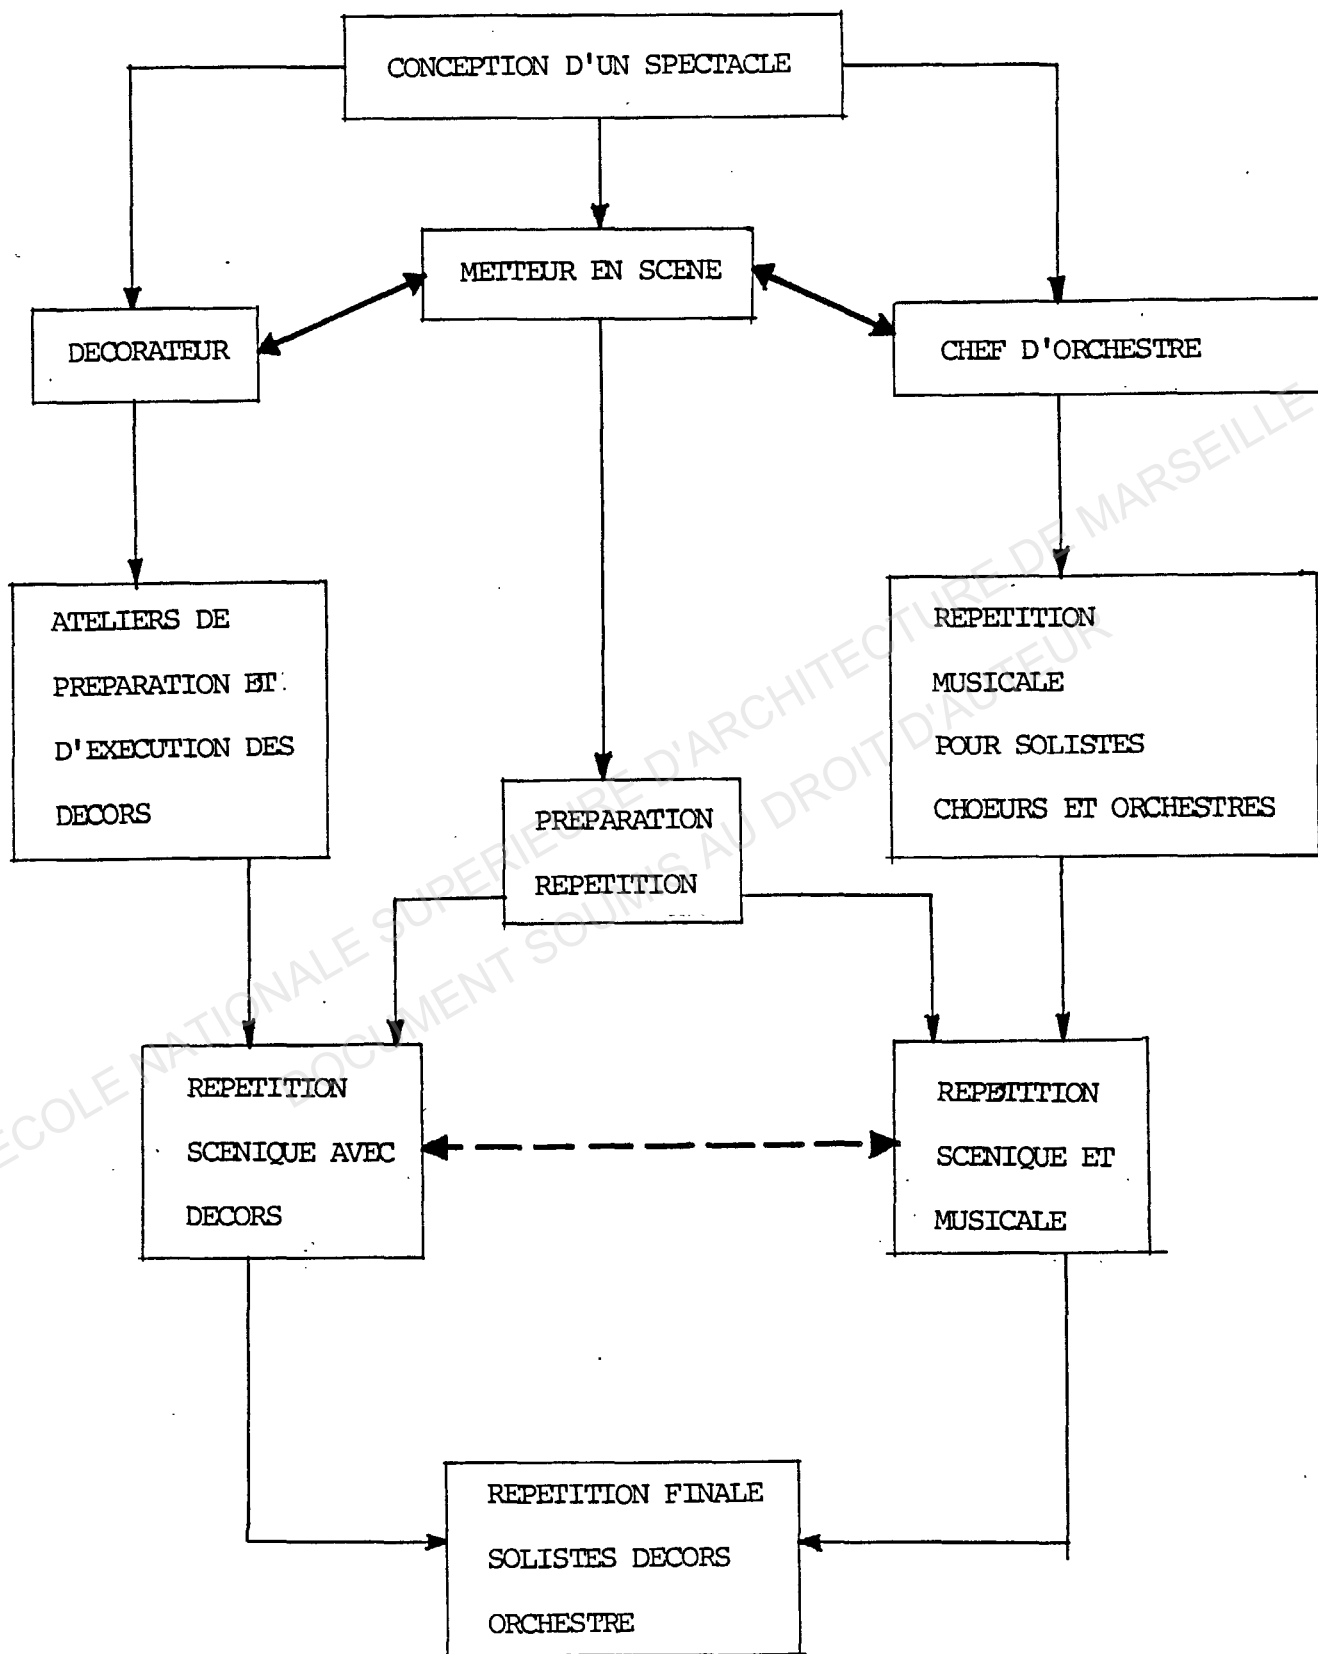 CONCEPTION D'UN SPECTACLE
METTEUR EN SCENE
DECORATEUR
CHEF D'ORCHESTRE
ATELIERS DE
PREPARATION ET
D'EXECUTION DES
DECORS
PREPARATION
REPETITION
REPETITION
MUSICALE
POUR SOLISTES
CHOEURS ET ORCHESTRES
REPETITION
SCENIQUE AVEC
DECORS
REPETITION
SCENIQUE ET
MUSICALE
REPETITION FINALE
SOLISTES DECORS
ORCHESTRE
ECOLE NATIONALE SUPERIEURE D'ARCHITECTURE DE MARSEILLE
DOCUMENT SOUMIS AU DROIT D'AUTEUR